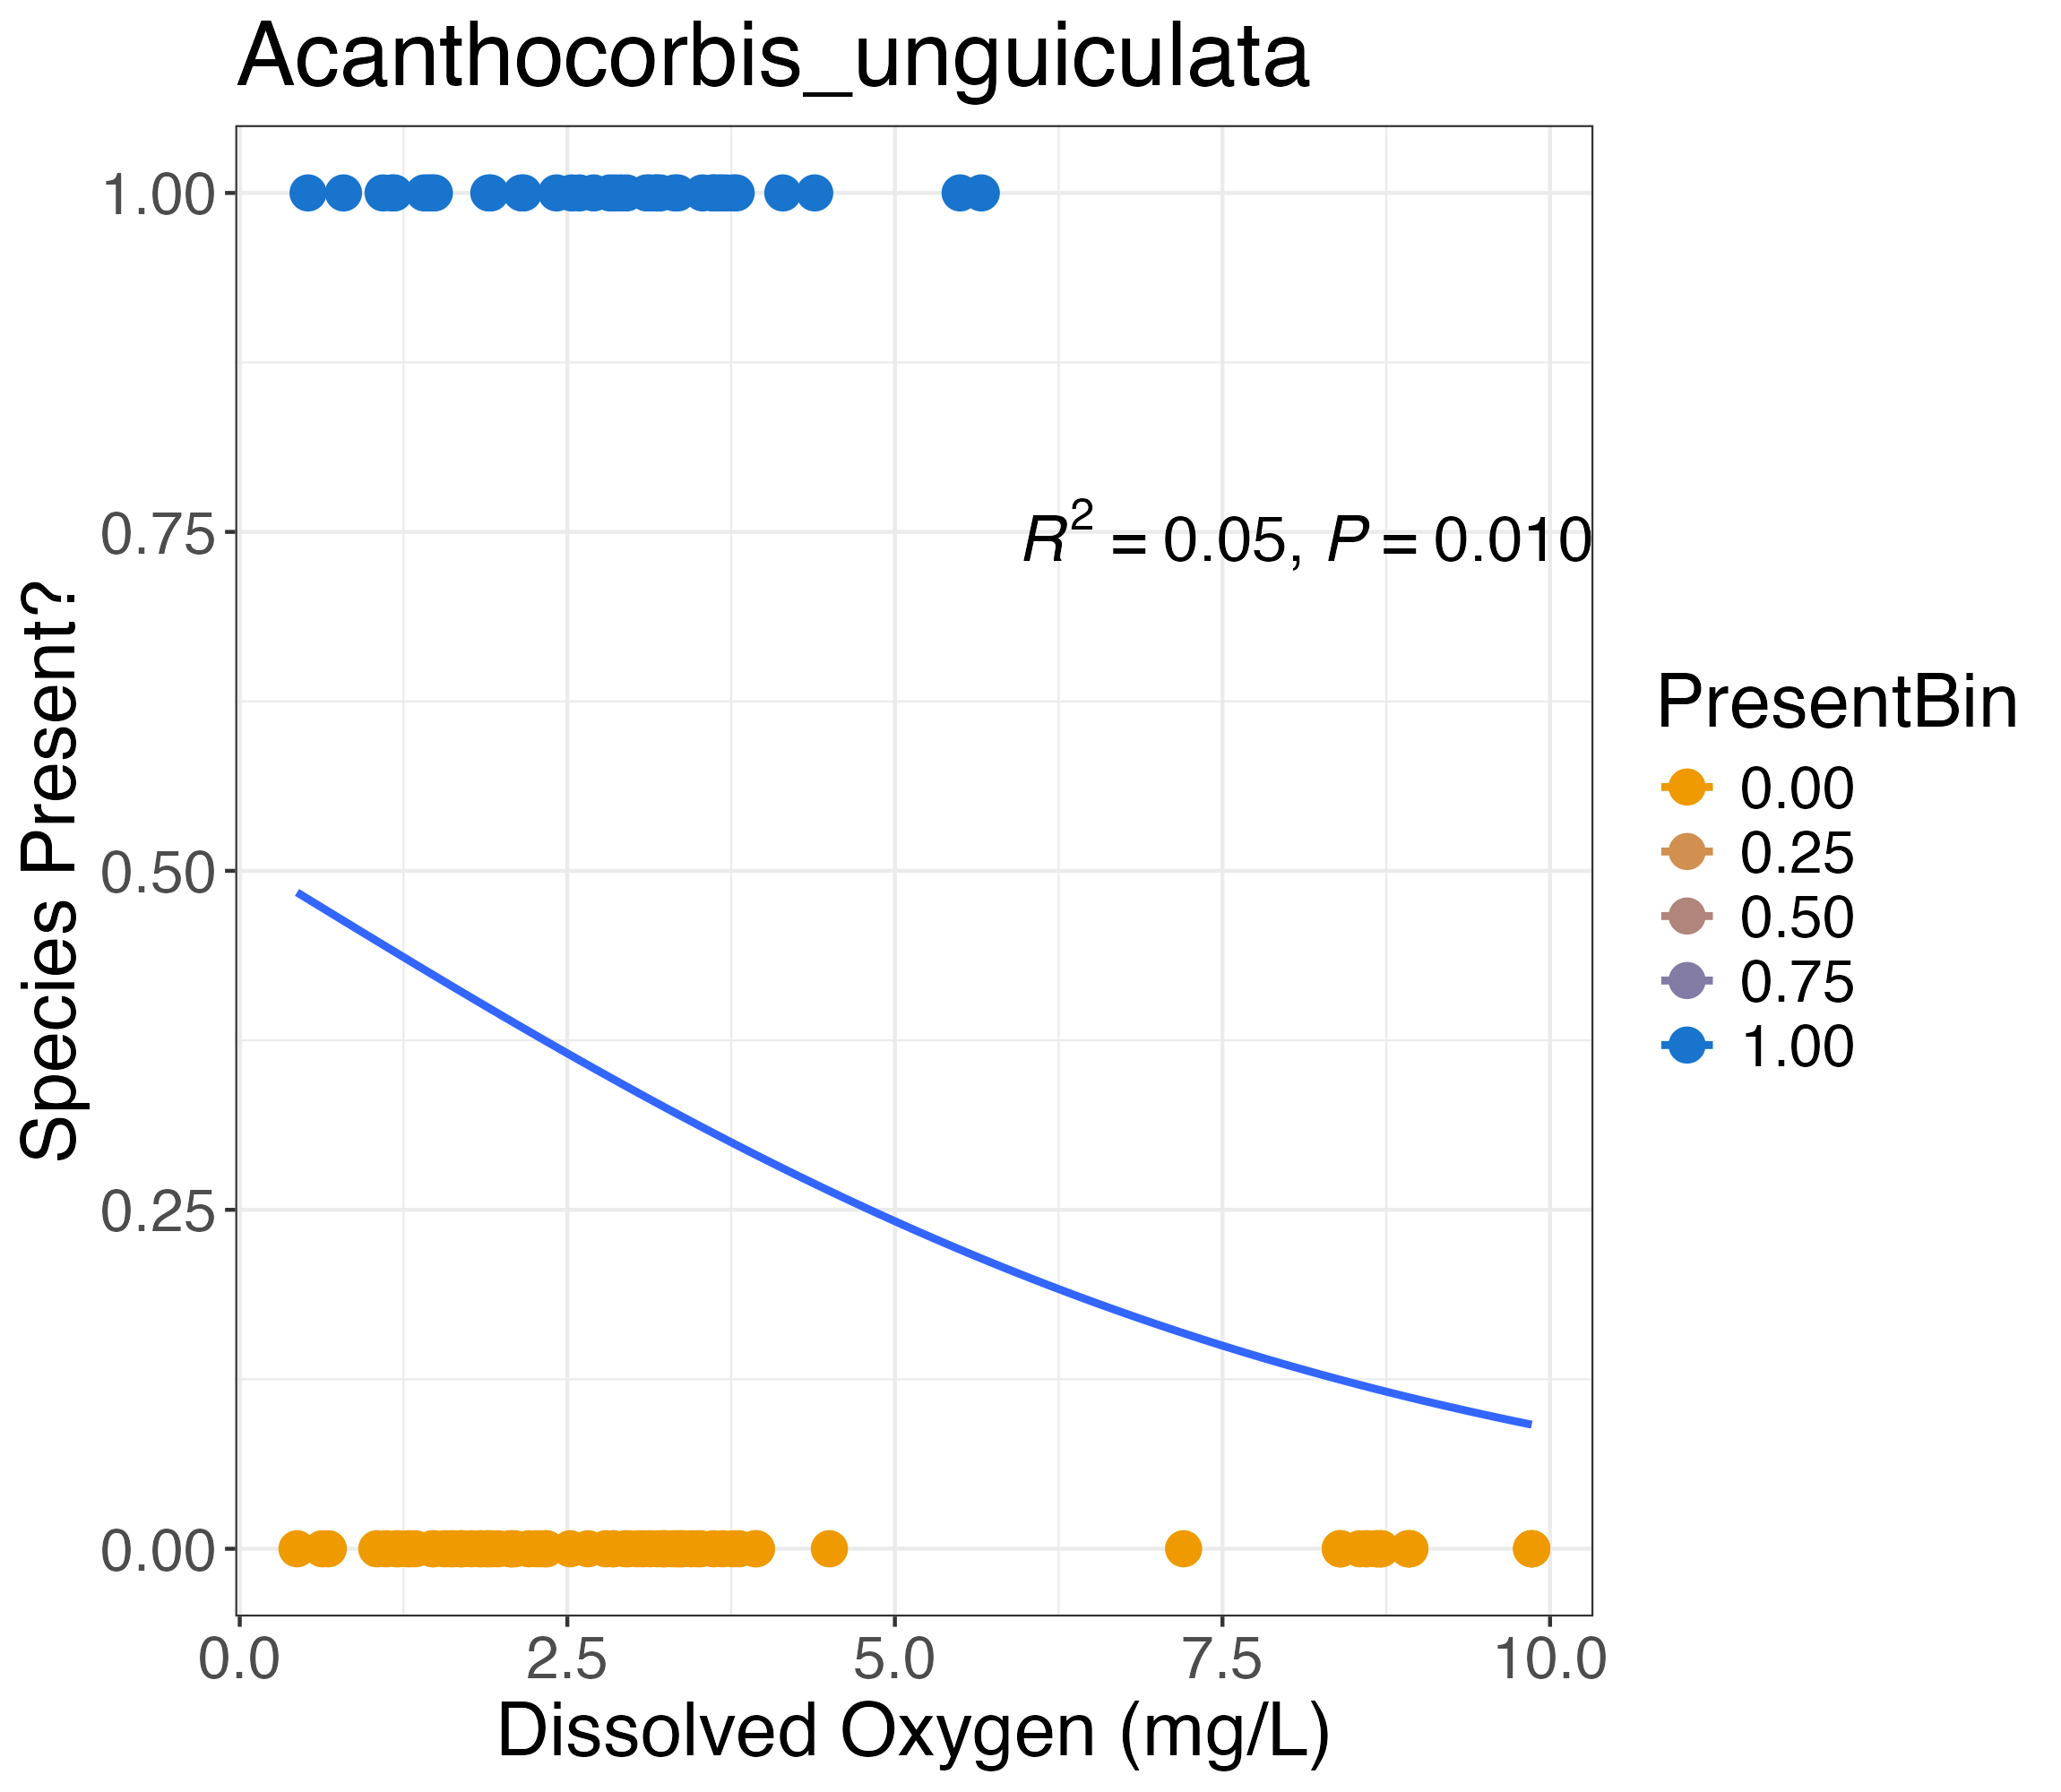 Acanthocorbis_unguiculata
1.00
0.75
0.50
0.25
0.00
Species Present?
R² = 0.05, P = 0.010
0.0 2.5 5.0 7.5 10.0
Dissolved Oxygen (mg/L)
PresentBin
0.00
0.25
0.50
0.75
1.00